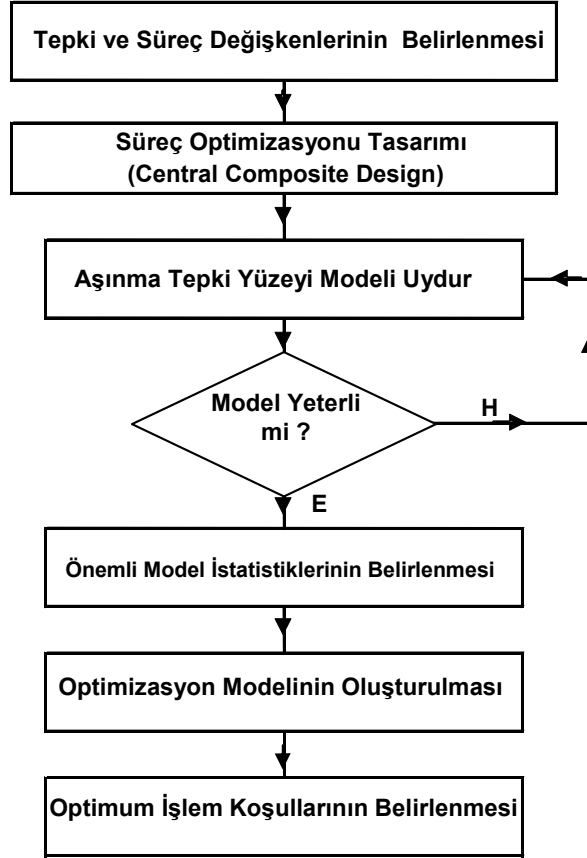 Tepki ve Süreç Değişkenlerinin Belirlenmesi
Süreç Optimizasyonu Tasarımı
(Central Composite Design)
Aşınma Tepki Yüzeyi Modeli Uydur
Model Yeterli
mi ?
H
E
Önemli Model İstatistiklerinin Belirlenmesi
Optimizasyon Modelinin Oluşturulması
Optimum İşlem Koşullarının Belirlenmesi